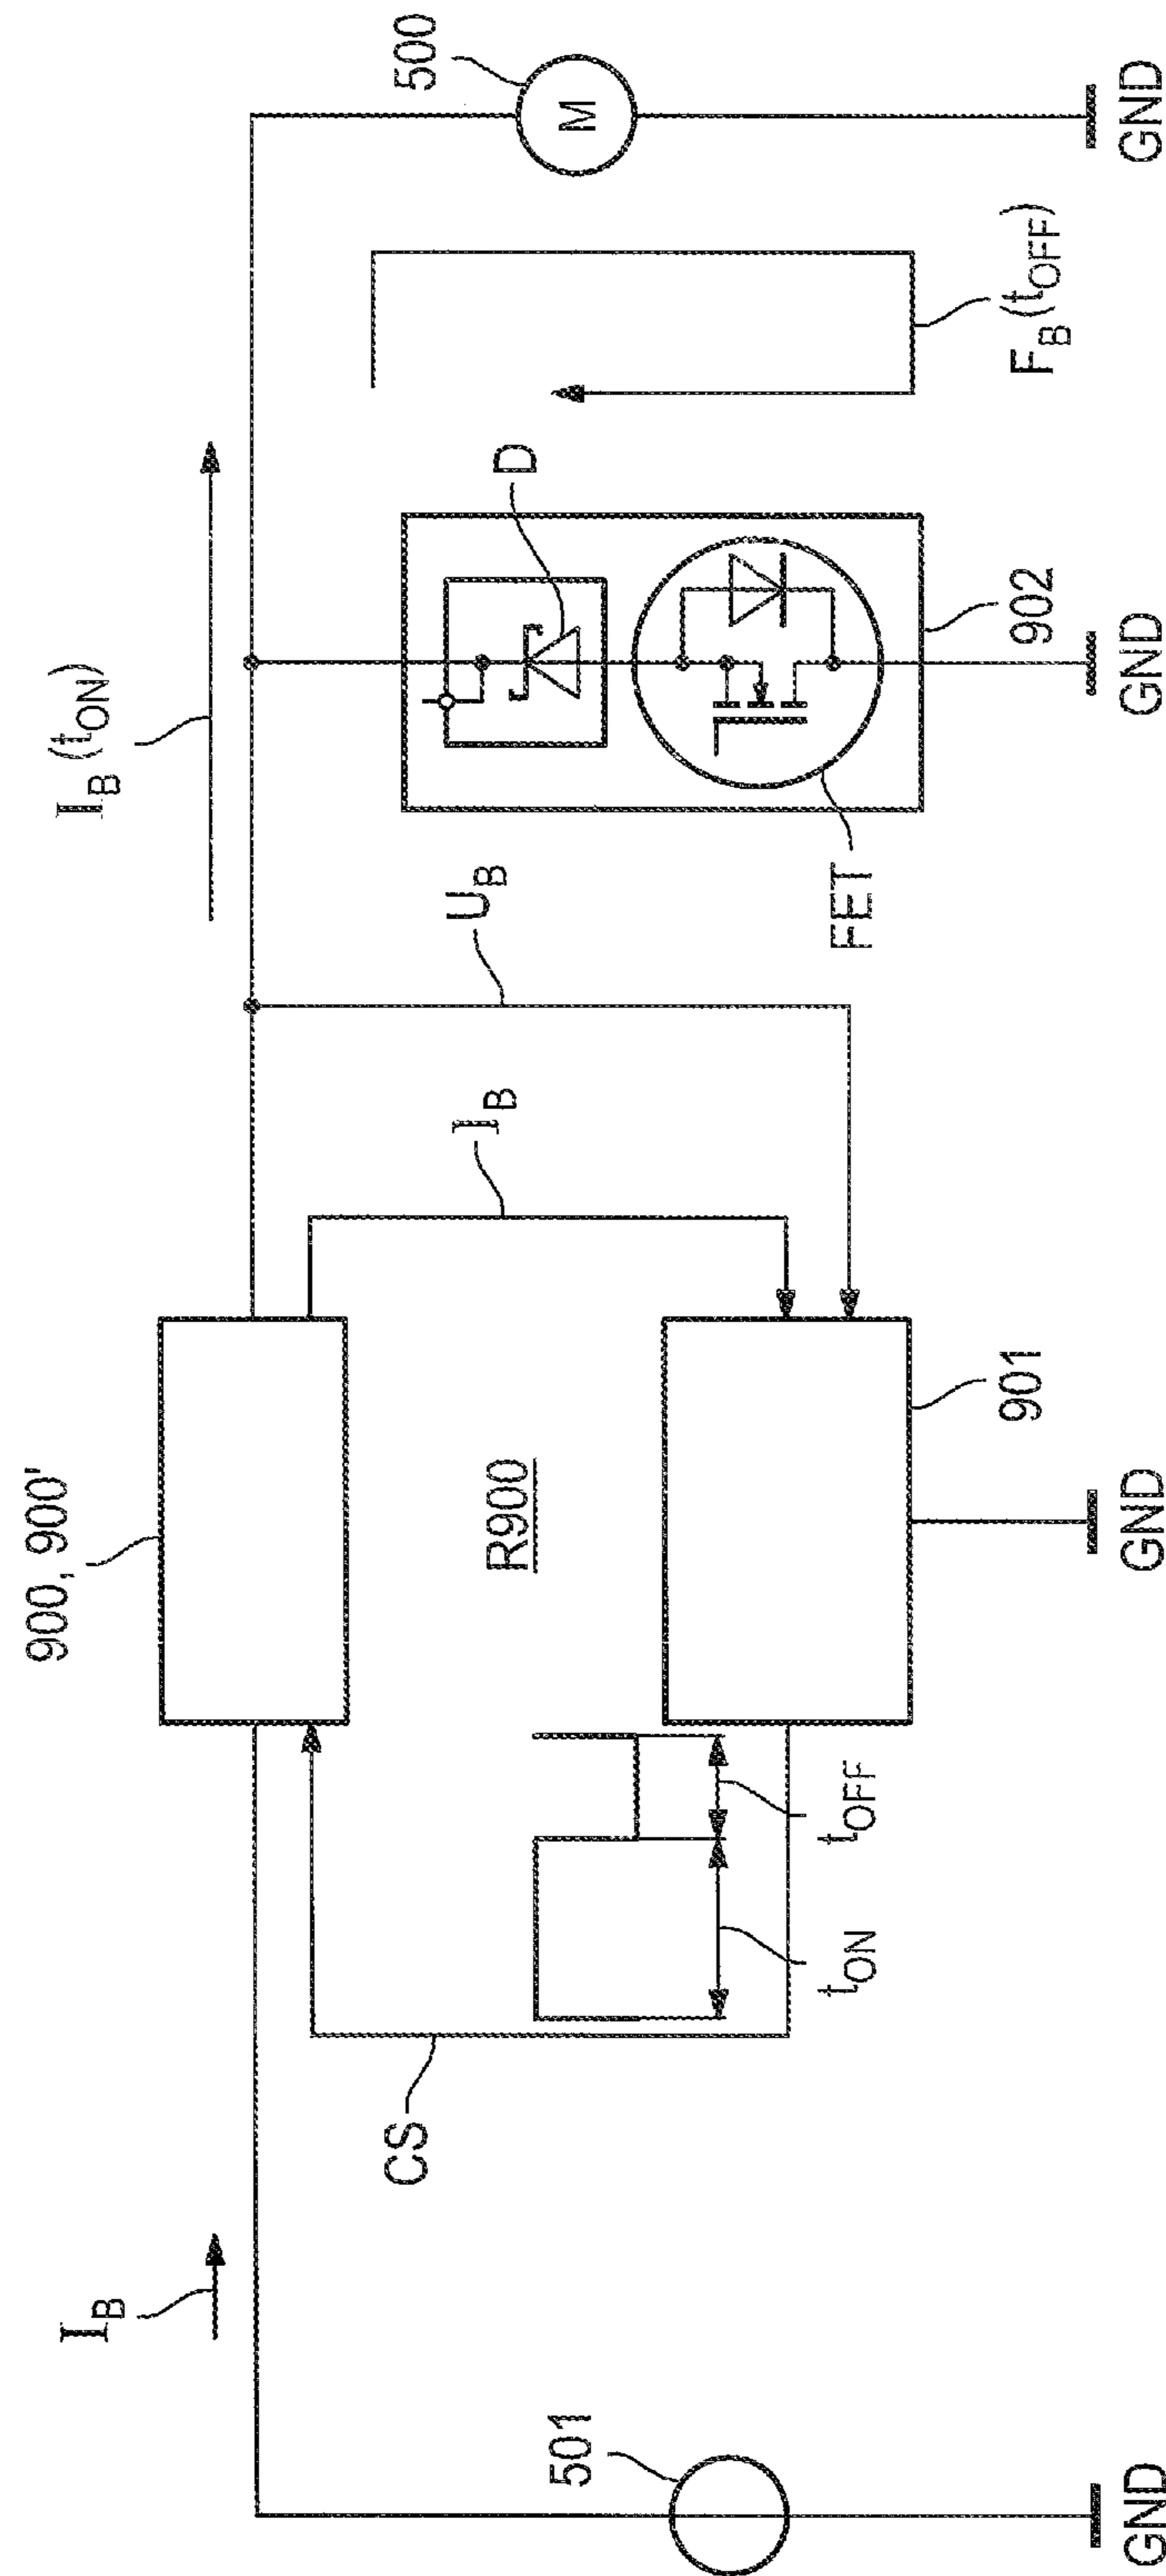 I_B (t_ON)
900, 900'
I_B
500
M
U_B
D
I_B
R900
501
CS
t_ON
t_OFF
FET
902
F_B (t_OFF)
901
GND
GND
GND
GND